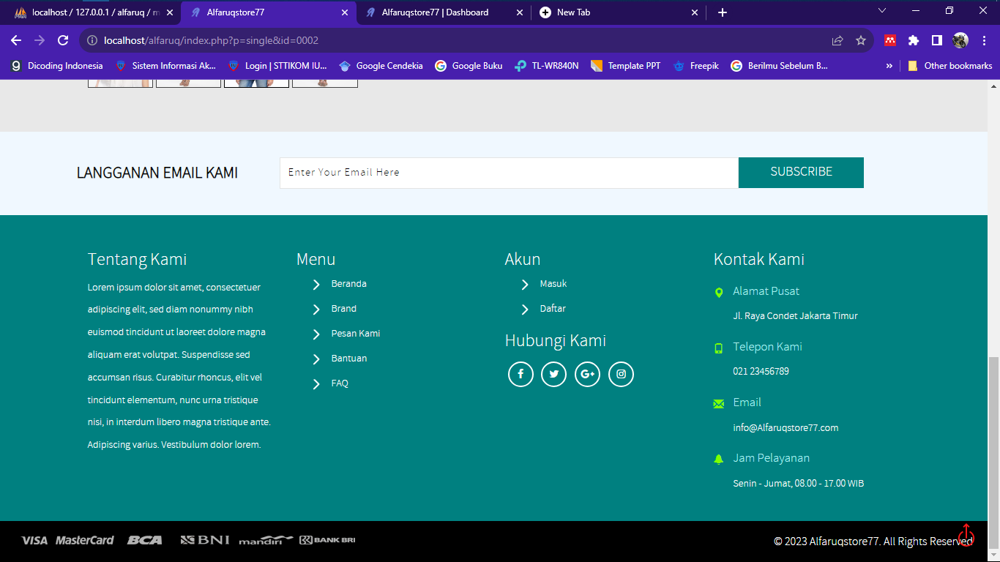 localhost / 127.0.0.1 / alfaruq / m
Alfaruqstore77
Alfaruqstore77 | Dashboard
New Tab
localhost/alfaruq/index.php?p=single&id=0002
Dicoding Indonesia
Sistem Informasi Ak...
Login | STTIKOM IU...
Google Cendekia
Google Buku
TL-WR840N
Template PPT
Freepik
Berilmu Sebelum B...
»
Other bookmarks
LANGGANAN EMAIL KAMI
Enter Your Email Here
SUBSCRIBE
Tentang Kami
Lorem ipsum dolor sit amet, consectetuer
adipiscing elit, sed diam nonummy nibh
euismod tincidunt ut laoreet dolore magna
aliquam erat volutpat. Suspendisse sed
accumsan risus. Curabitur rhoncus, elit vel
tincidunt elementum, nunc urna tristique
nisi, in interdum libero magna tristique ante.
Adipiscing varius. Vestibulum dolor lorem.
Menu
Beranda
Brand
Pesan Kami
Bantuan
FAQ
Akun
Masuk
Daftar
Hubungi Kami
Kontak Kami
Alamat Pusat
Jl. Raya Condet Jakarta Timur
Telepon Kami
021 23456789
Email
info@Alfaruqstore77.com
Jam Pelayanan
Senin - Jumat, 08.00 - 17.00 WIB
VISA MasterCard BCA BNI mandiri BANK BRI
© 2023 Alfaruqstore77. All Rights Reserved